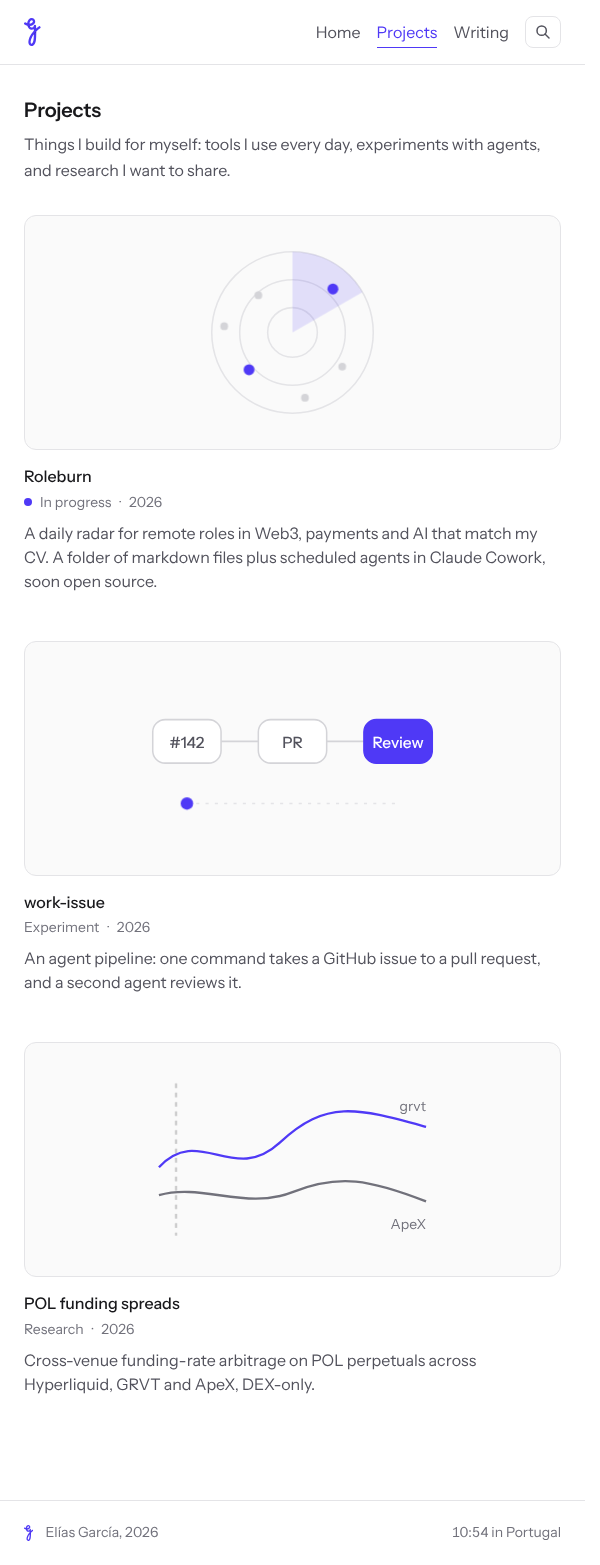 Home Projects Writing
Projects
Things I build for myself: tools I use every day, experiments with agents,
and research I want to share.
Roleburn
In progress · 2026
A daily radar for remote roles in Web3, payments and AI that match my
CV. A folder of markdown files plus scheduled agents in Claude Cowork,
soon open source.
#142 PR Review
work-issue
Experiment · 2026
An agent pipeline: one command takes a GitHub issue to a pull request,
and a second agent reviews it.
grvt
ApeX
POL funding spreads
Research · 2026
Cross-venue funding-rate arbitrage on POL perpetuals across
Hyperliquid, GRVT and ApeX, DEX-only.
Elías García, 2026 10:54 in Portugal